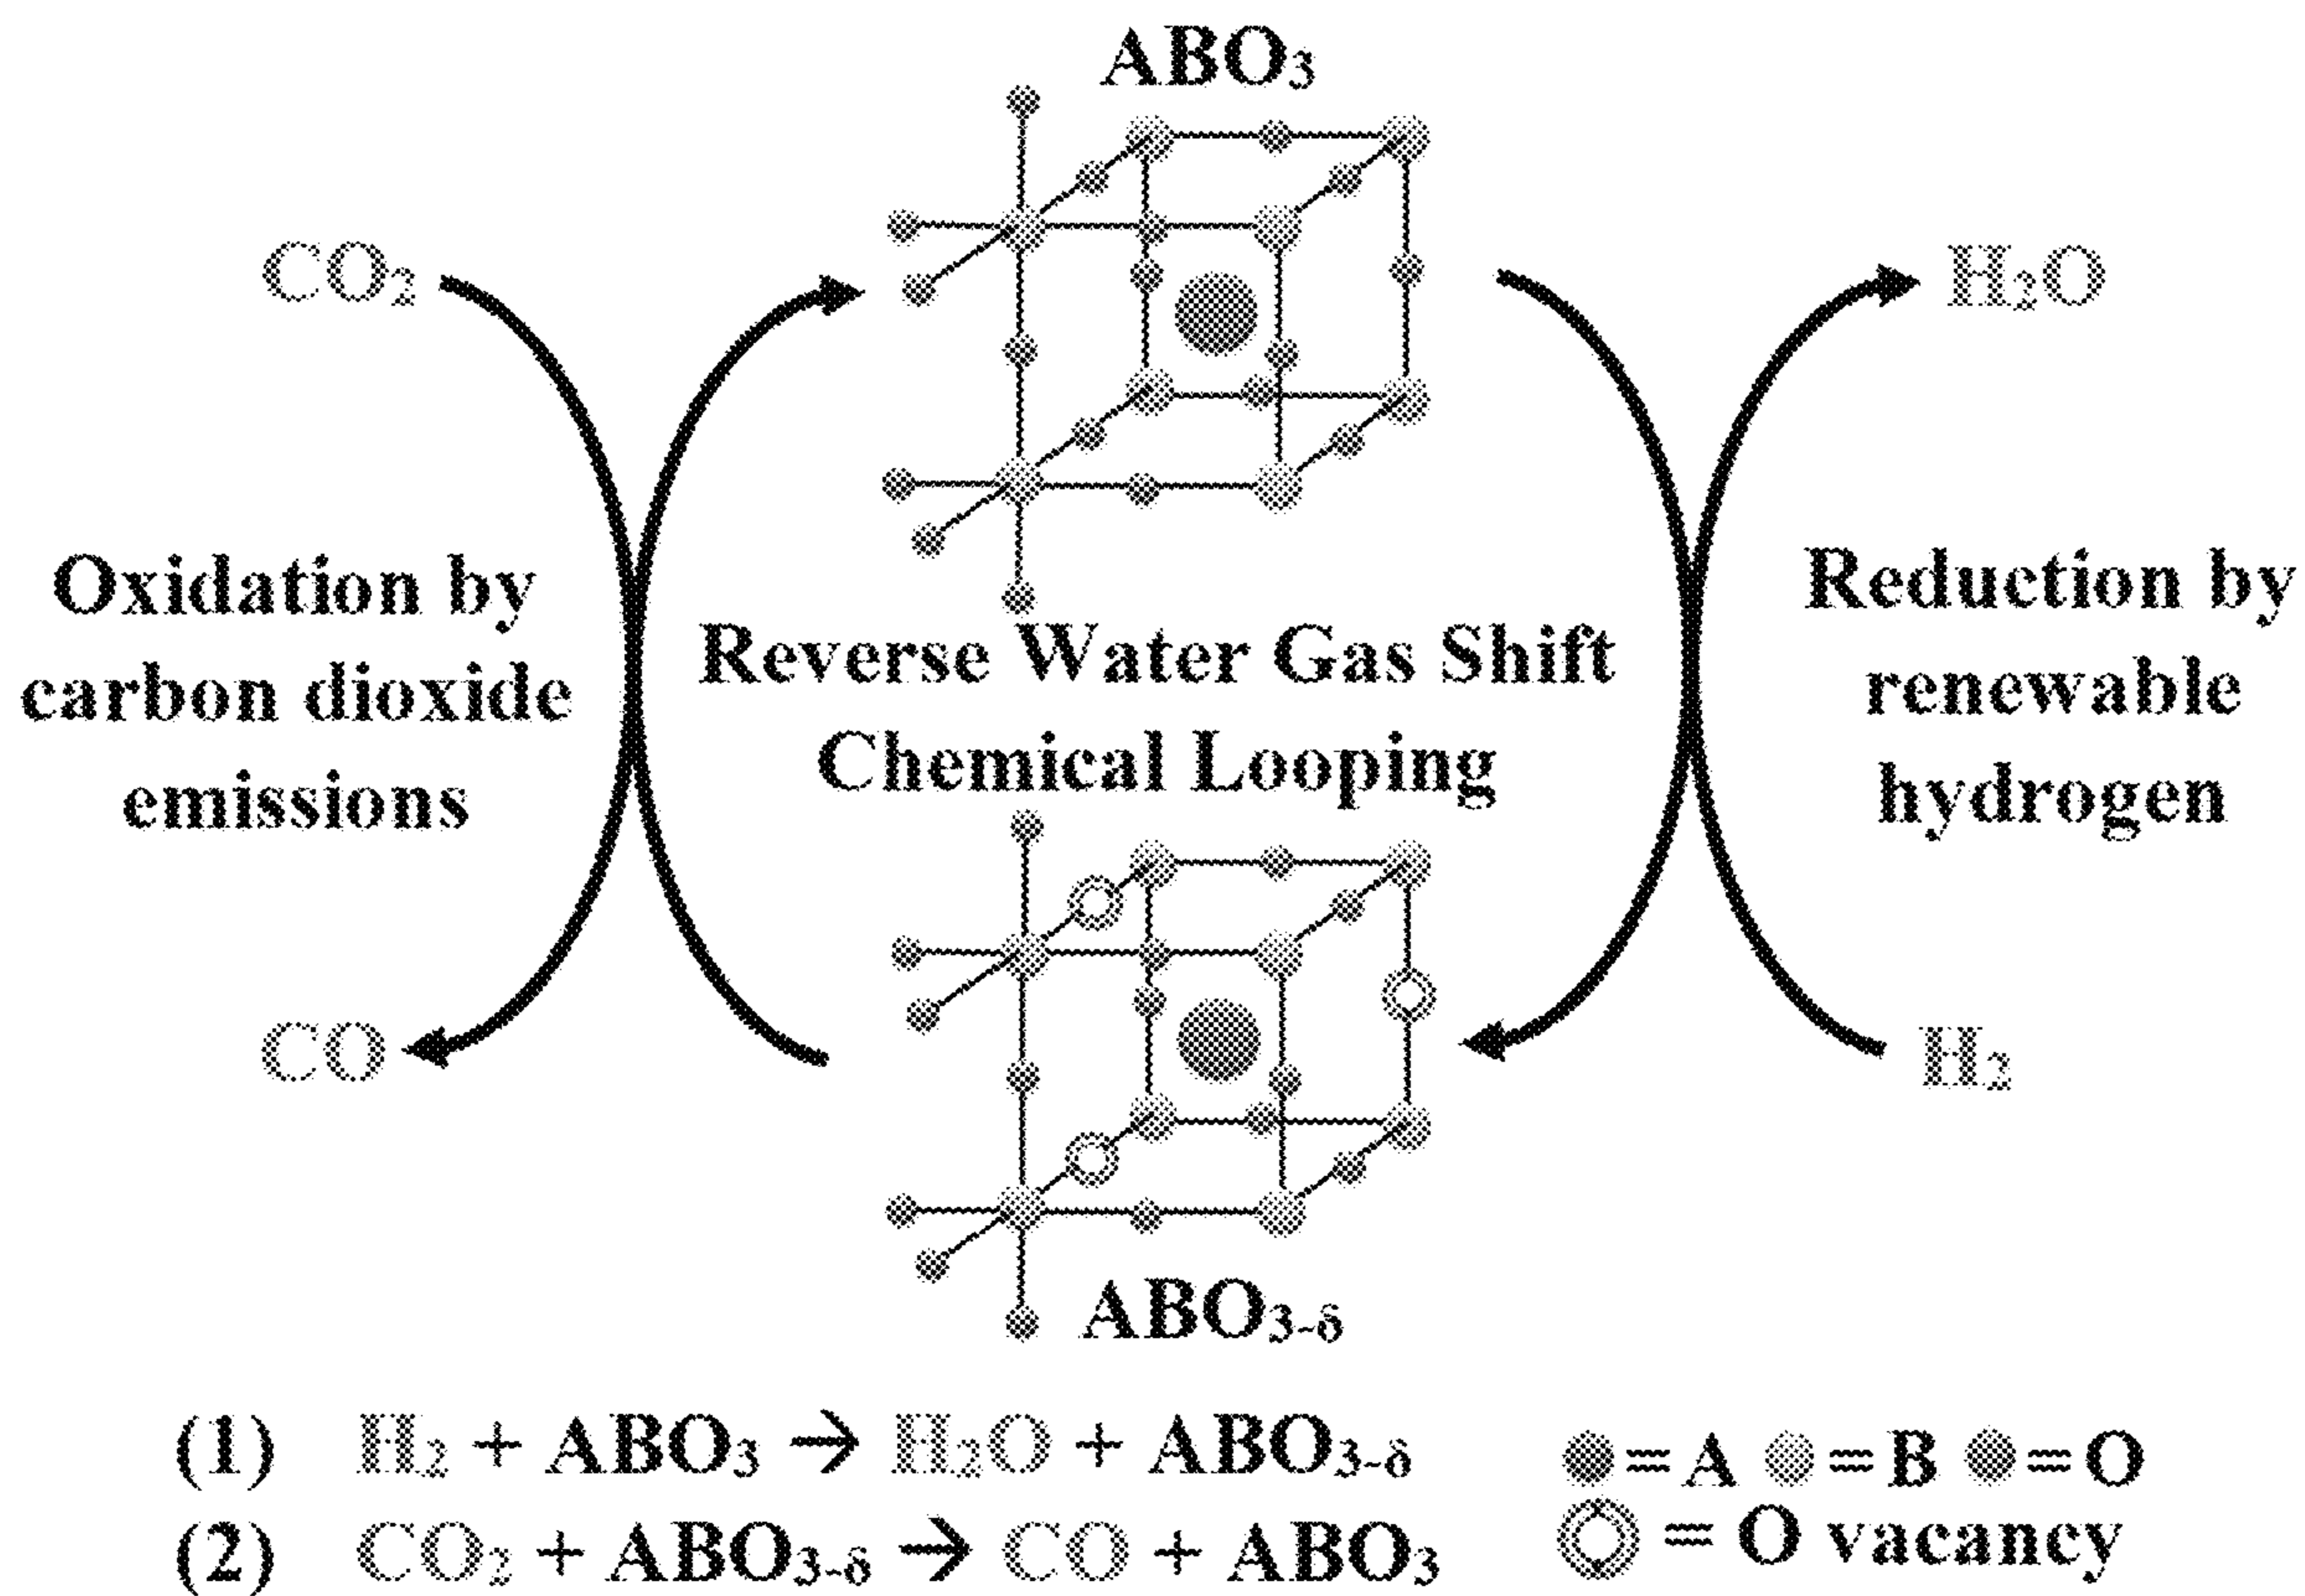 ABO₃
CO₂
H₂O
Oxidation by
carbon dioxide
emissions
Reverse Water Gas Shift
Chemical Looping
Reduction by
renewable
hydrogen
CO
H₂
ABO₃₋δ
(1) H₂ + ABO₃ → H₂O + ABO₃₋δ
(2) CO₂ + ABO₃₋δ → CO + ABO₃
= A = B = O
= O vacancy